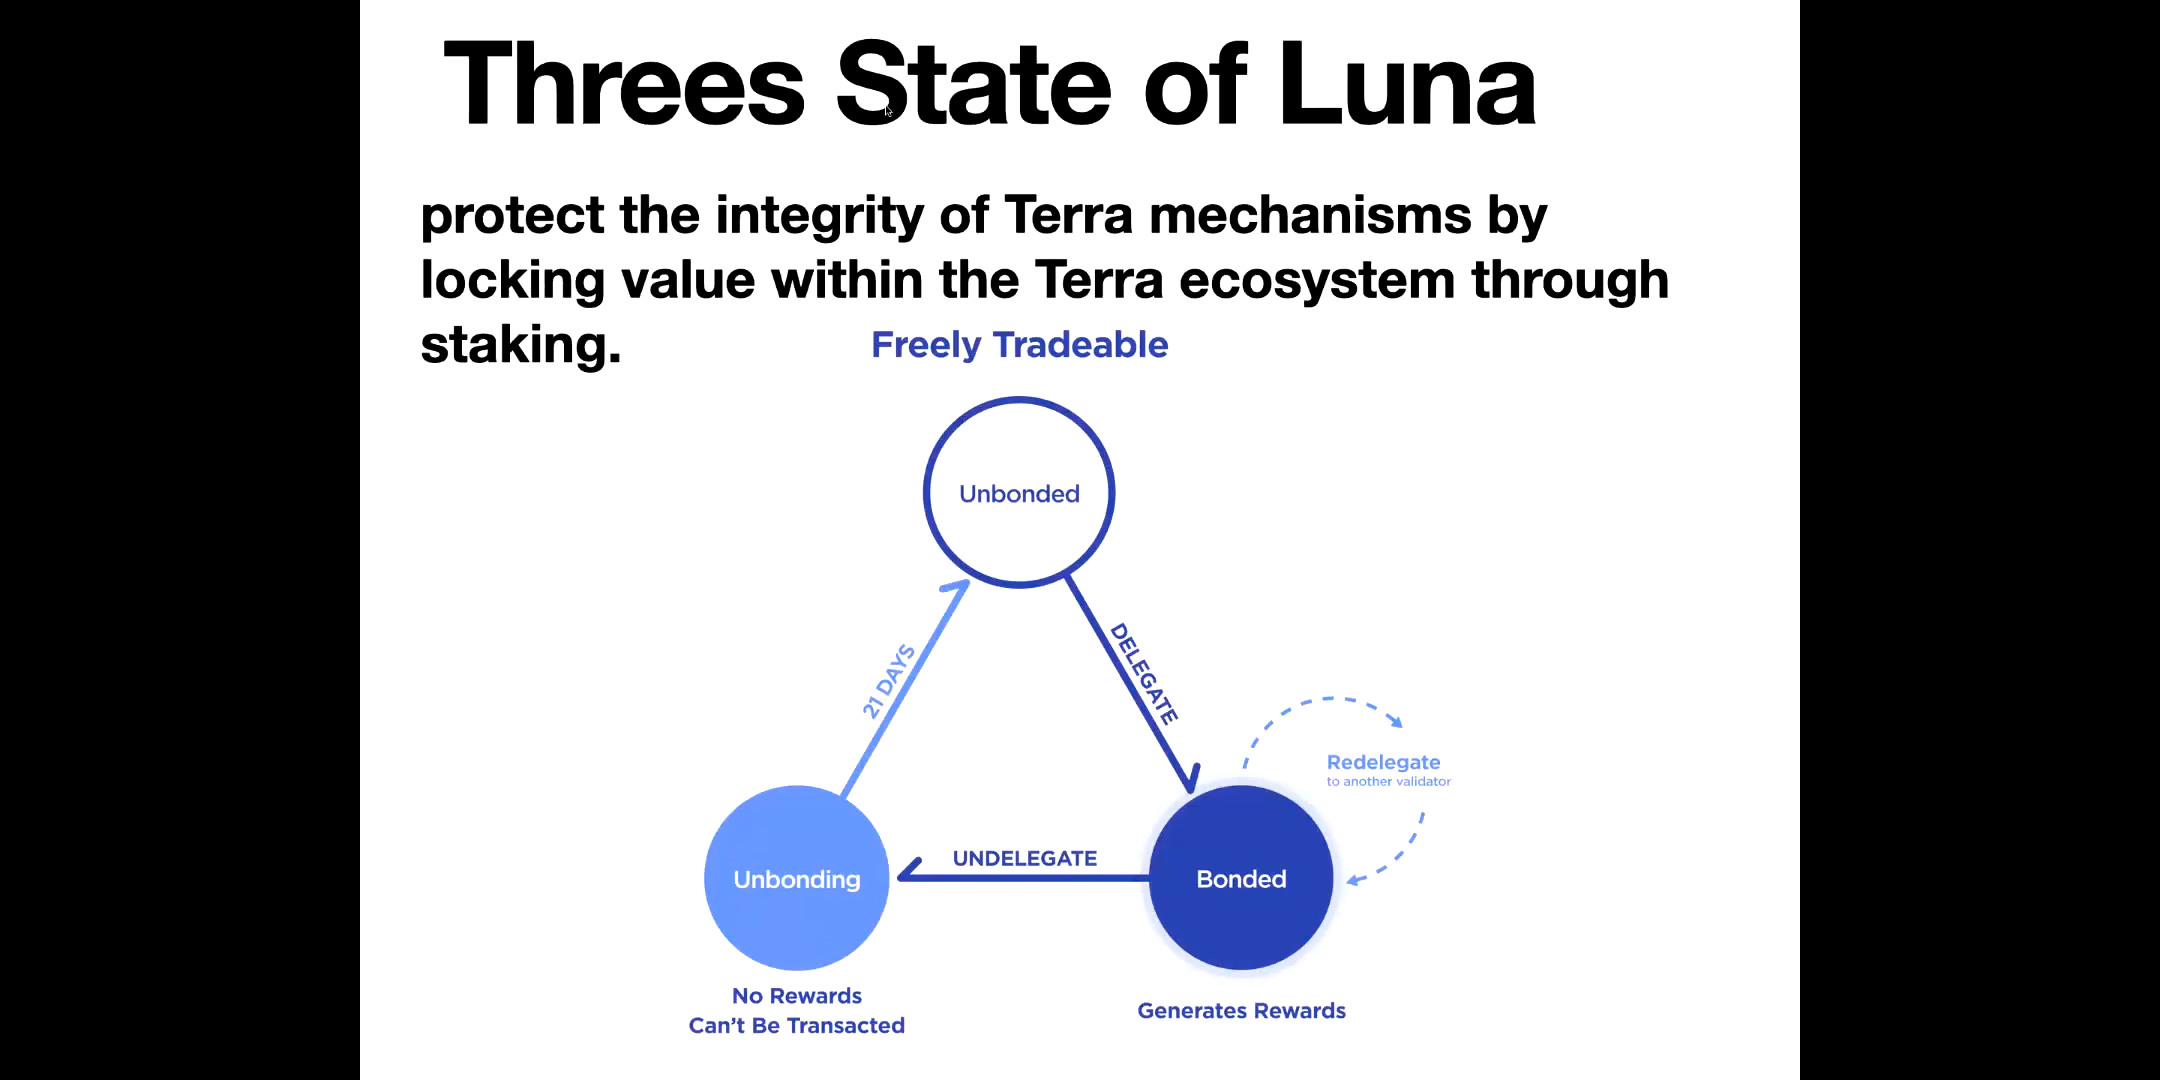 Threes State of Luna
protect the integrity of Terra mechanisms by
locking value within the Terra ecosystem through
staking.
Freely Tradeable
Unbonded
21 DAYS
DELEGATE
Redelegate
to another validator
UNDELEGATE
Unbonding
Bonded
No Rewards
Can't Be Transacted
Generates Rewards